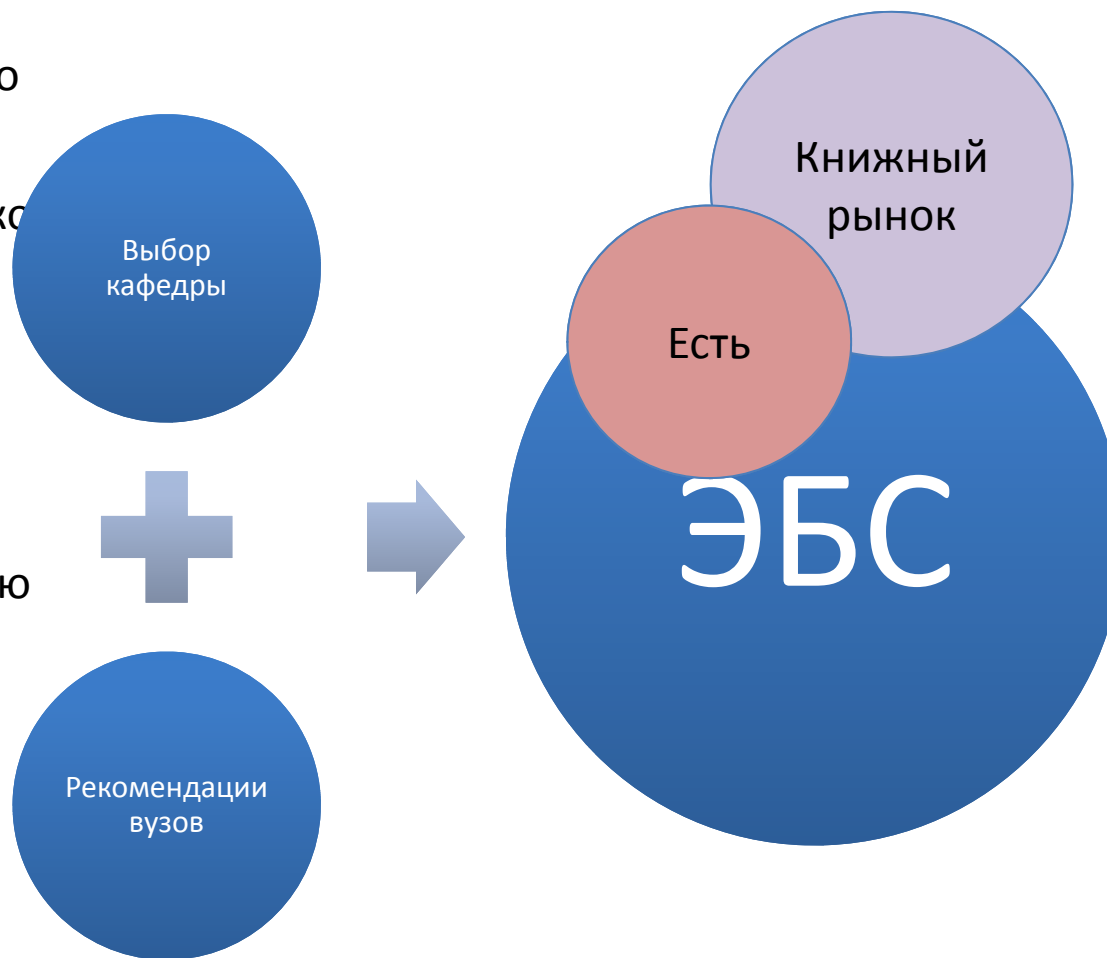 о
Выбор
кафедры
Книжный
рынок
Есть
ЭБС
ю
Рекомендации
вузов